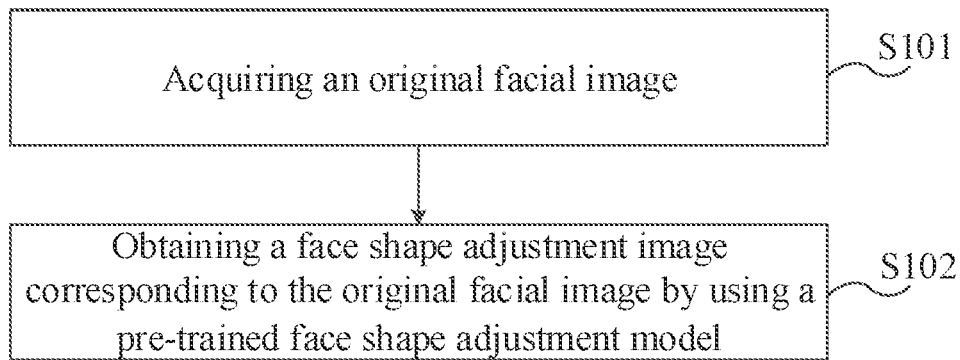 Acquiring an original facial image
S101
Obtaining a face shape adjustment image
corresponding to the original facial image by using a
pre-trained face shape adjustment model
S102